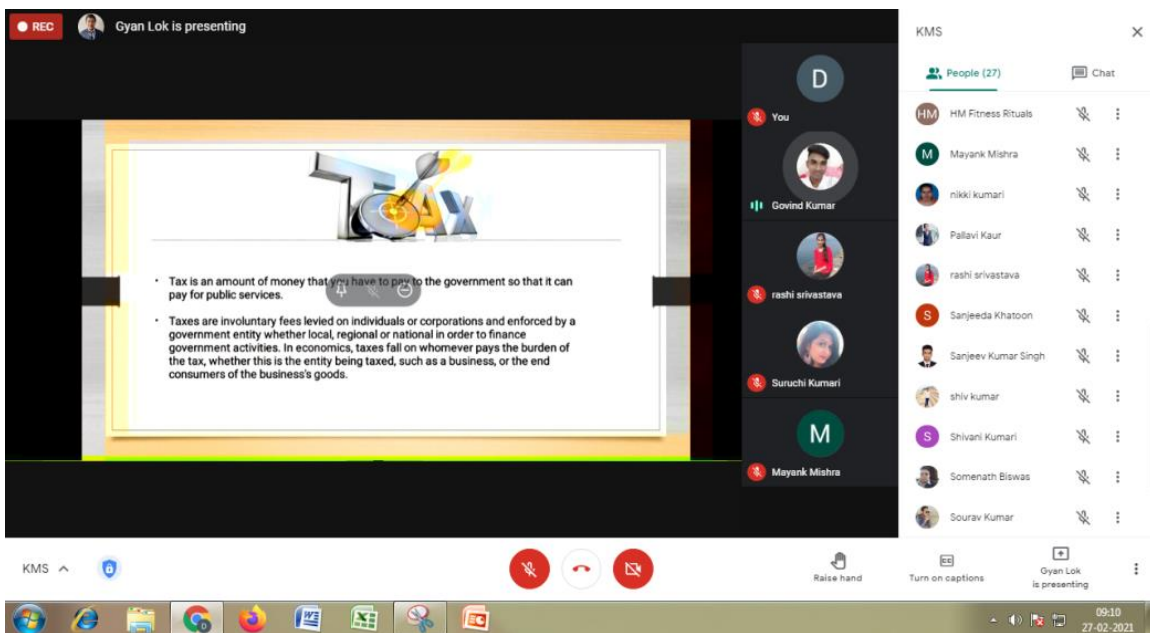 REC
Gyan Lok is presenting
TAX
• Tax is an amount of money that you have to pay to the government so that it can
pay for public services.
• Taxes are involuntary fees levied on individuals or corporations and enforced by a
government entity whether local, regional or national in order to finance
government activities. In economics, taxes fall on whomever pays the burden of
the tax, whether this is the entity being taxed, such as a business, or the end
consumers of the business's goods.
D
You
Govind Kumar
rashi srivastava
Suruchi Kumari
M
Mayank Mishra
KMS
People (27)
Chat
HM HM Fitness Rituals
M Mayank Mishra
nikki kumari
Pallavi Kaur
rashi srivastava
S Sanjeeda Khatoon
Sanjeev Kumar Singh
shiv kumar
S Shivani Kumari
Somenath Biswas
Sourav Kumar
KMS
Raise hand
CC
Turn on captions
Gyan Lok
is presenting
09:10
27-02-2021